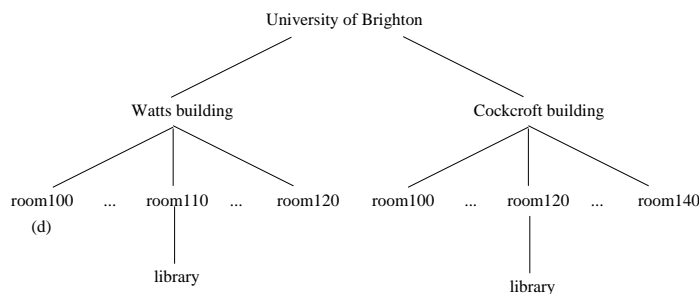 University of Brighton
Watts building
Cockcroft building
room100 ... room110 ... room120
room100 ... room120 ... room140
(d)
library
library